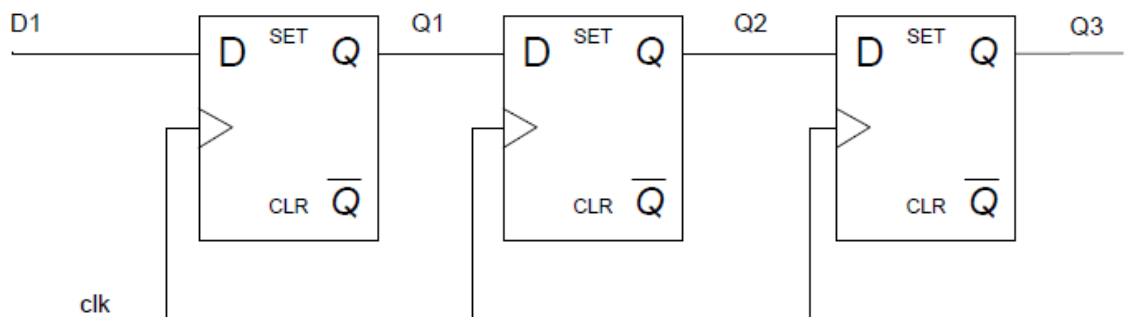 D1 Q1 Q2 Q3
D SET Q D SET Q D SET Q
CLR Q̅ CLR Q̅ CLR Q̅
clk